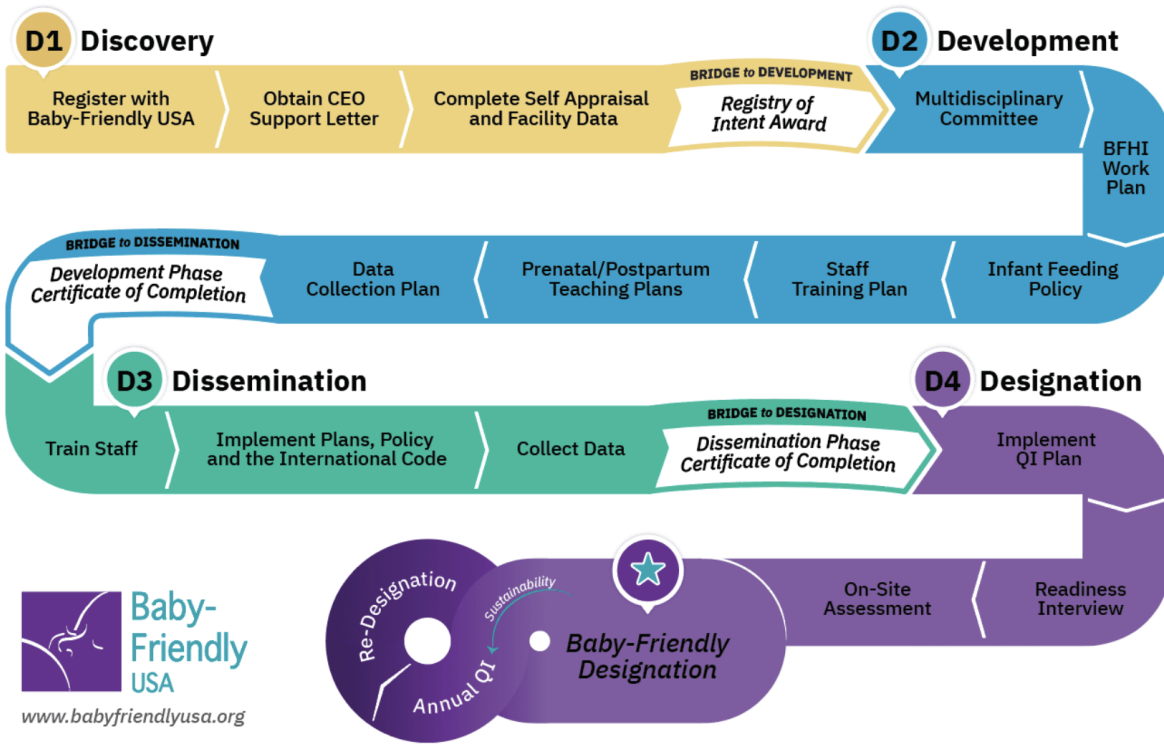 D1 Discovery
Register with
Baby-Friendly USA
Obtain CEO
Support Letter
Complete Self Appraisal
and Facility Data
BRIDGE to DEVELOPMENT
Registry of
Intent Award
D2 Development
Multidisciplinary
Committee
BFHI
Work
Plan
Infant Feeding
Policy
Staff
Training Plan
Prenatal/Postpartum
Teaching Plans
Data
Collection Plan
BRIDGE to DISSEMINATION
Development Phase
Certificate of Completion
D3 Dissemination
Train Staff
Implement Plans, Policy
and the International Code
Collect Data
BRIDGE to DESIGNATION
Dissemination Phase
Certificate of Completion
D4 Designation
Implement
QI Plan
Readiness
Interview
On-Site
Assessment
Baby-Friendly
Designation
Sustainability
Annual QI
Re-Designation
Baby-
Friendly
USA
www.babyfriendlyusa.org